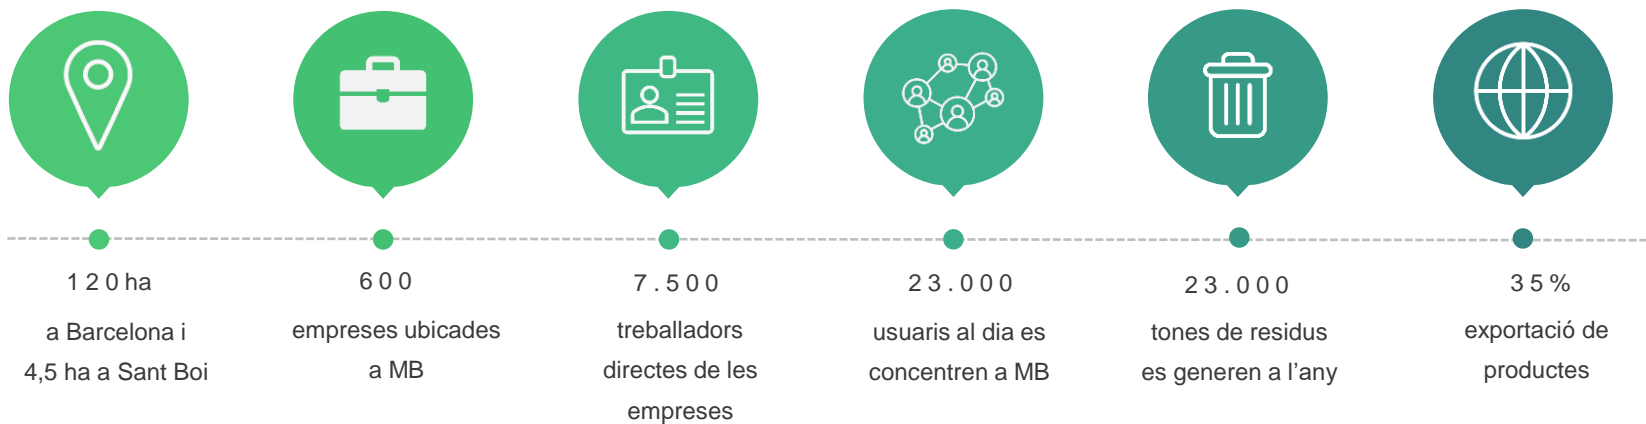 120 ha
a Barcelona i
4,5 ha a Sant Boi
600
empreses ubicades
a MB
7.500
treballadors
directes de les
empreses
23.000
usuaris al dia es
concentren a MB
23.000
tones de residus
es generen a l’any
35%
exportació de
productes